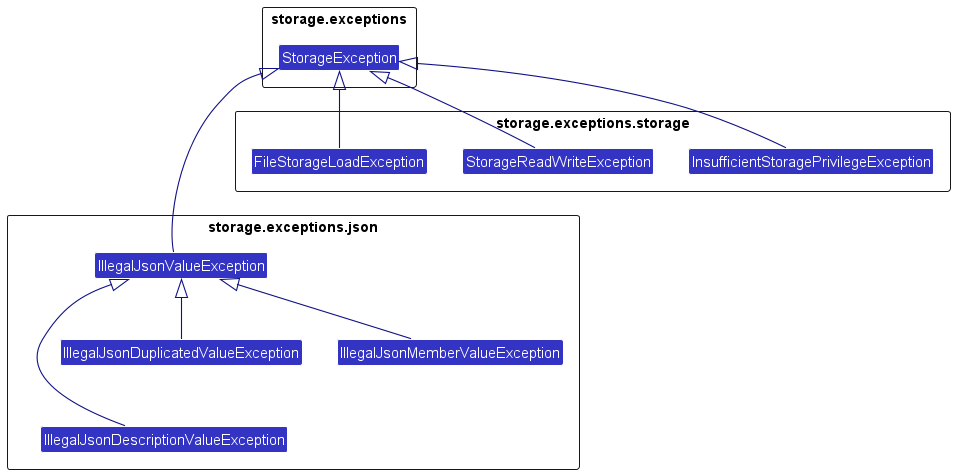 storage.exceptions
StorageException
storage.exceptions.storage
FileStorageLoadException
StorageReadWriteException
InsufficientStoragePrivilegeException
storage.exceptions.json
IllegalJsonValueException
IllegalJsonDuplicatedValueException
IllegalJsonMemberValueException
IllegalJsonDescriptionValueException